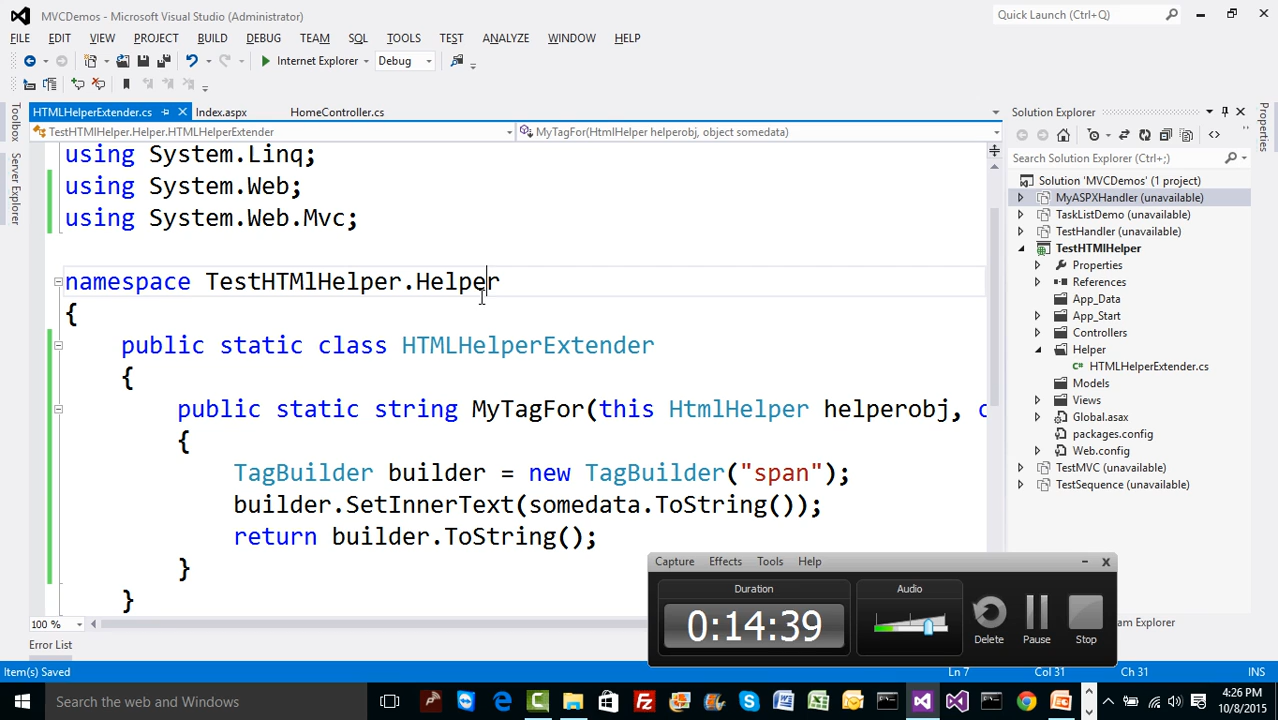 MVCDemos - Microsoft Visual Studio (Administrator)
Quick Launch (Ctrl+Q)
FILE EDIT VIEW PROJECT BUILD DEBUG TEAM SQL TOOLS TEST ANALYZE WINDOW HELP
Internet Explorer Debug
HTMLHelperExtender.cs Index.aspx HomeController.cs
Solution Explorer
TestHTMlHelper.Helper.HTMLHelperExtender
MyTagFor(HtmlHelper helperobj, object somedata)
Toolbox
Server Explorer
Properties
using System.Linq;
using System.Web;
using System.Web.Mvc;
namespace TestHTMlHelper.Helper
{
public static class HTMLHelperExtender
{
public static string MyTagFor(this HtmlHelper helperobj,
{
TagBuilder builder = new TagBuilder("span");
builder.SetInnerText(somedata.ToString());
return builder.ToString();
}
}
100 %
Search Solution Explorer (Ctrl+;)
Solution 'MVCDemos' (1 project)
MyASPXHandler (unavailable)
TaskListDemo (unavailable)
TestHandler (unavailable)
TestHTMlHelper
Properties
References
App_Data
App_Start
Controllers
Helper
HTMLHelperExtender.cs
Models
Views
Global.asax
packages.config
Web.config
TestMVC (unavailable)
TestSequence (unavailable)
Capture Effects Tools Help
Duration
0:14:39
Audio
Delete Pause Stop
am Explorer
Error List
Item(s) Saved
Ln 7 Col 31 Ch 31 INS
Search the web and Windows
4:26 PM
10/8/2015